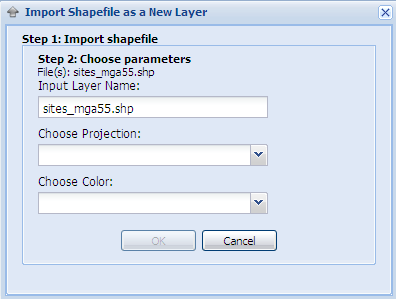 Import Shapefile as a New Layer
Step 1: Import shapefile
Step 2: Choose parameters
File(s): sites_mga55.shp
Input Layer Name:
sites_mga55.shp
Choose Projection:
Choose Color:
OK Cancel